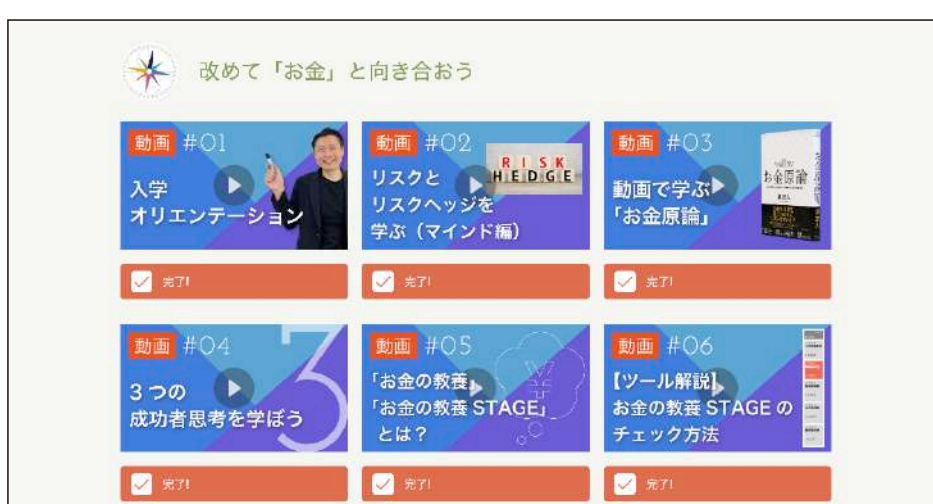 改めて「お金」と向き合おう
動画 #01
入学
オリエンテーション
動画 #02
RISK
HEDGE
リスクと
リスクヘッジを
学ぶ（マインド編）
動画 #03
お金原論
動画で学ぶ
「お金原論」
完了!
完了!
完了!
動画 #04
3
3つの
成功者思考を学ぼう
動画 #05
¥
「お金の教養」
「お金の教養 STAGE」
とは？
動画 #06
【ツール解説】
お金の教養 STAGE の
チェック方法
完了!
完了!
完了!